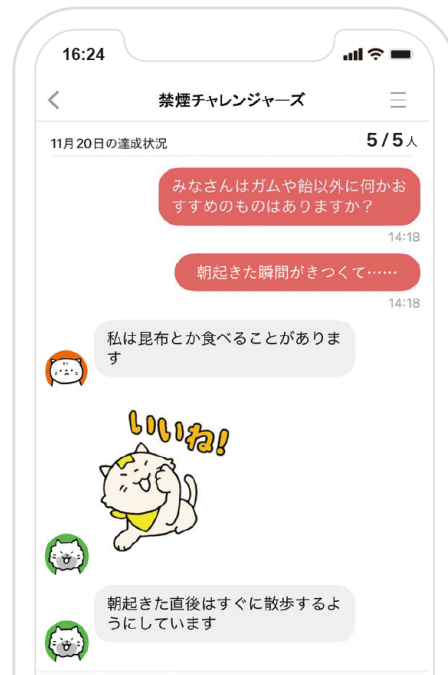 16:24
禁煙チャレンジャーズ
11月20日の達成状況 5/5人
みなさんはガムや飴以外に何かお
すすめのものはありますか？
14:18
朝起きた瞬間がきつくて……
14:18
私は昆布とか食べることがありま
す
いいね!
朝起きた直後はすぐに散歩するよ
うにしています